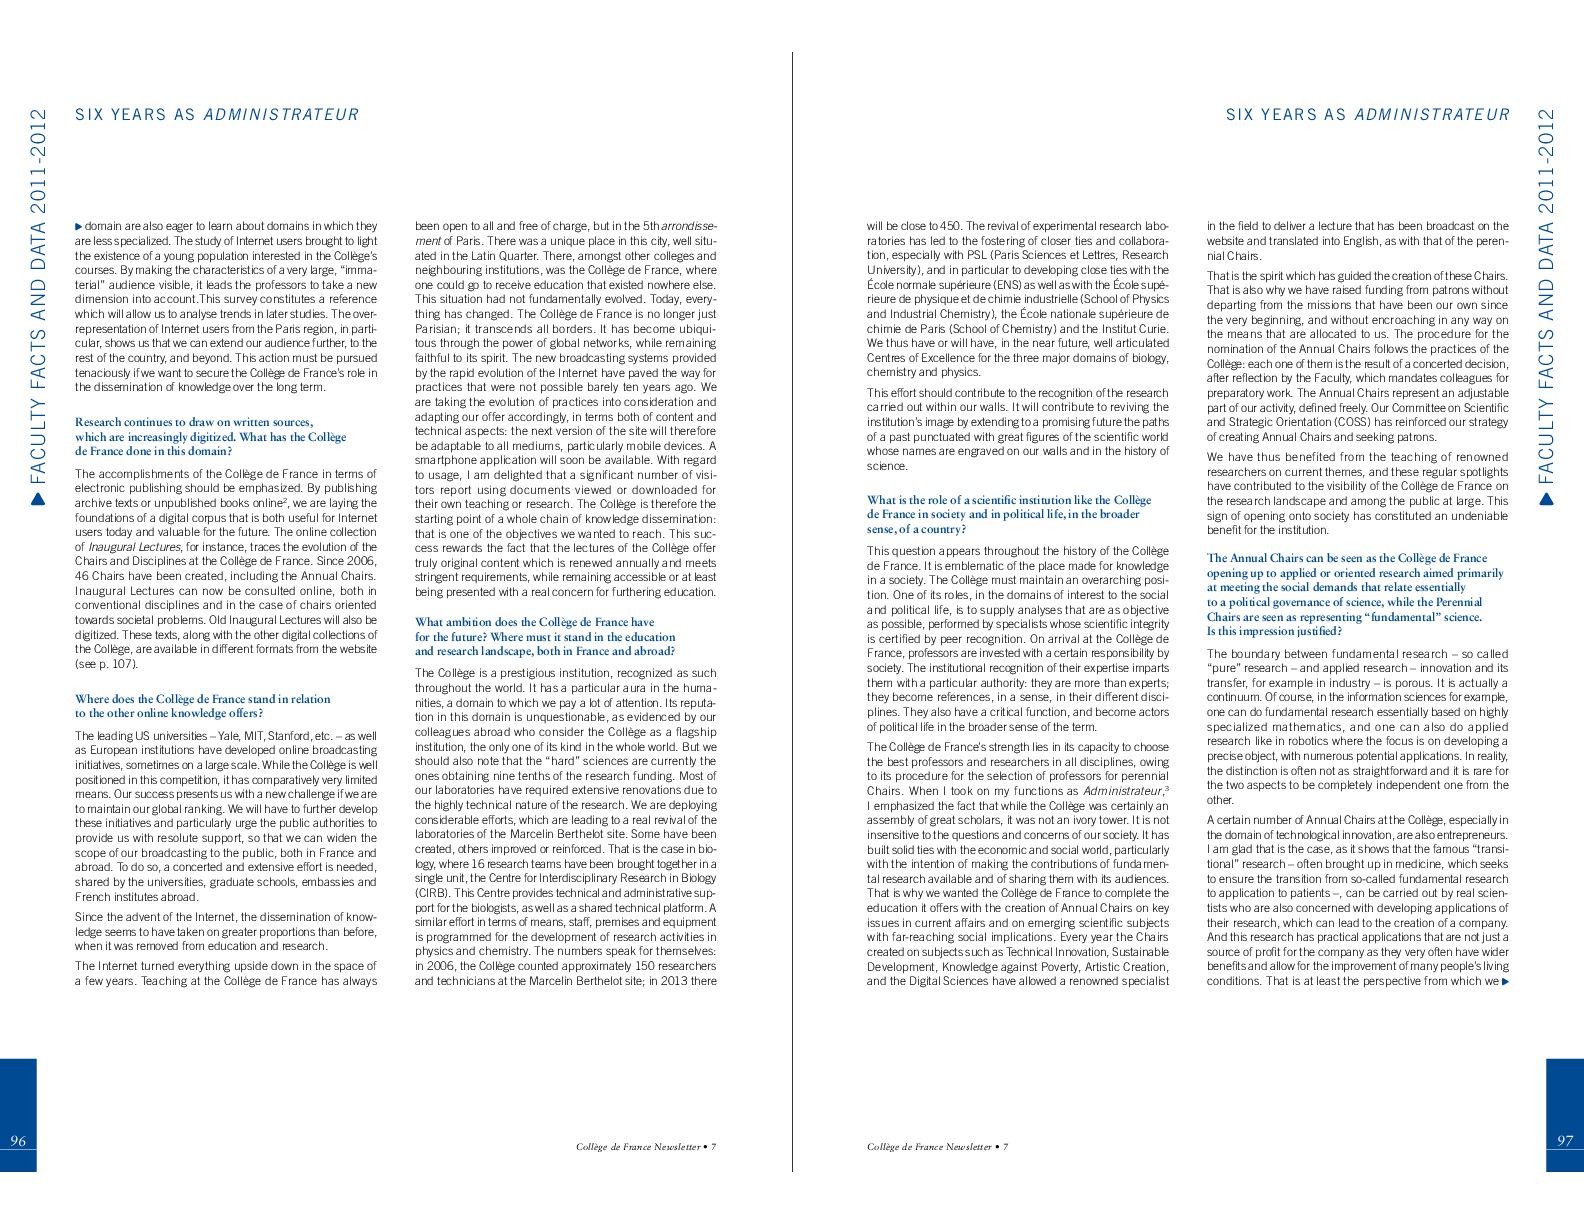 FACULTY FACTS AND DATA 2011-2012
SIX YEARS AS ADMINISTRATEUR
domain are also eager to learn about domains in which they
are less specialized. The study of Internet users brought to light
the existence of a young population interested in the Collège's
courses. By making the characteristics of a very large, “imma-
terial” audience visible, it leads the professors to take a new
dimension into account.This survey constitutes a reference
which will allow us to analyse trends in later studies. The over-
representation of Internet users from the Paris region, in parti-
cular, shows us that we can extend our audience further, to the
rest of the country, and beyond. This action must be pursued
tenaciously if we want to secure the Collège de France's role in
the dissemination of knowledge over the long term.
Research continues to draw on written sources,
which are increasingly digitized. What has the Collège
de France done in this domain?
The accomplishments of the Collège de France in terms of
electronic publishing should be emphasized. By publishing
archive texts or unpublished books online², we are laying the
foundations of a digital corpus that is both useful for Internet
users today and valuable for the future. The online collection
of Inaugural Lectures, for instance, traces the evolution of the
Chairs and Disciplines at the Collège de France. Since 2006,
46 Chairs have been created, including the Annual Chairs.
Inaugural Lectures can now be consulted online, both in
conventional disciplines and in the case of chairs oriented
towards societal problems. Old Inaugural Lectures will also be
digitized. These texts, along with the other digital collections of
the Collège, are available in different formats from the website
(see p. 107).
Where does the Collège de France stand in relation
to the other online knowledge offers?
The leading US universities – Yale, MIT, Stanford, etc. – as well
as European institutions have developed online broadcasting
initiatives, sometimes on a large scale. While the Collège is well
positioned in this competition, it has comparatively very limited
means. Our success presents us with a new challenge if we are
to maintain our global ranking. We will have to further develop
these initiatives and particularly urge the public authorities to
provide us with resolute support, so that we can widen the
scope of our broadcasting to the public, both in France and
abroad. To do so, a concerted and extensive effort is needed,
shared by the universities, graduate schools, embassies and
French institutes abroad.
Since the advent of the Internet, the dissemination of know-
ledge seems to have taken on greater proportions than before,
when it was removed from education and research.
The Internet turned everything upside down in the space of
a few years. Teaching at the Collège de France has always
been open to all and free of charge, but in the 5th arrondisse-
ment of Paris. There was a unique place in this city, well situ-
ated in the Latin Quarter. There, amongst other colleges and
neighbouring institutions, was the Collège de France, where
one could go to receive education that existed nowhere else.
This situation had not fundamentally evolved. Today, every-
thing has changed. The Collège de France is no longer just
Parisian; it transcends all borders. It has become ubiqui-
tous through the power of global networks, while remaining
faithful to its spirit. The new broadcasting systems provided
by the rapid evolution of the Internet have paved the way for
practices that were not possible barely ten years ago. We
are taking the evolution of practices into consideration and
adapting our offer accordingly, in terms both of content and
technical aspects: the next version of the site will therefore
be adaptable to all mediums, particularly mobile devices. A
smartphone application will soon be available. With regard
to usage, I am delighted that a significant number of visi-
tors report using documents viewed or downloaded for
their own teaching or research. The Collège is therefore the
starting point of a whole chain of knowledge dissemination:
that is one of the objectives we wanted to reach. This suc-
cess rewards the fact that the lectures of the Collège offer
truly original content which is renewed annually and meets
stringent requirements, while remaining accessible or at least
being presented with a real concern for furthering education.
What ambition does the Collège de France have
for the future? Where must it stand in the education
and research landscape, both in France and abroad?
The Collège is a prestigious institution, recognized as such
throughout the world. It has a particular aura in the huma-
nities, a domain to which we pay a lot of attention. Its reputa-
tion in this domain is unquestionable, as evidenced by our
colleagues abroad who consider the Collège as a flagship
institution, the only one of its kind in the whole world. But we
should also note that the “hard” sciences are currently the
ones obtaining nine tenths of the research funding. Most of
our laboratories have required extensive renovations due to
the highly technical nature of the research. We are deploying
considerable efforts, which are leading to a real revival of the
laboratories of the Marcelin Berthelot site. Some have been
created, others improved or reinforced. That is the case in bio-
logy, where 16 research teams have been brought together in a
single unit, the Centre for Interdisciplinary Research in Biology
(CIRB). This Centre provides technical and administrative sup-
port for the biologists, as well as a shared technical platform. A
similar effort in terms of means, staff, premises and equipment
is programmed for the development of research activities in
physics and chemistry. The numbers speak for themselves:
in 2006, the Collège counted approximately 150 researchers
and technicians at the Marcelin Berthelot site; in 2013 there
96
Collège de France Newsletter • 7
SIX YEARS AS ADMINISTRATEUR
FACULTY FACTS AND DATA 2011-2012
will be close to 450. The revival of experimental research labo-
ratories has led to the fostering of closer ties and collabora-
tion, especially with PSL (Paris Sciences et Lettres, Research
University), and in particular to developing close ties with the
École normale supérieure (ENS) as well as with the École supé-
rieure de physique et de chimie industrielle (School of Physics
and Industrial Chemistry), the École nationale supérieure de
chimie de Paris (School of Chemistry) and the Institut Curie.
We thus have or will have, in the near future, well articulated
Centres of Excellence for the three major domains of biology,
chemistry and physics.
This effort should contribute to the recognition of the research
carried out within our walls. It will contribute to reviving the
institution's image by extending to a promising future the paths
of a past punctuated with great figures of the scientific world
whose names are engraved on our walls and in the history of
science.
What is the role of a scientific institution like the Collège
de France in society and in political life, in the broader
sense, of a country?
This question appears throughout the history of the Collège
de France. It is emblematic of the place made for knowledge
in a society. The Collège must maintain an overarching posi-
tion. One of its roles, in the domains of interest to the social
and political life, is to supply analyses that are as objective
as possible, performed by specialists whose scientific integrity
is certified by peer recognition. On arrival at the Collège de
France, professors are invested with a certain responsibility by
society. The institutional recognition of their expertise imparts
them with a particular authority: they are more than experts;
they become references, in a sense, in their different disci-
plines. They also have a critical function, and become actors
of political life in the broader sense of the term.
The Collège de France's strength lies in its capacity to choose
the best professors and researchers in all disciplines, owing
to its procedure for the selection of professors for perennial
Chairs. When I took on my functions as Administrateur,³
I emphasized the fact that while the Collège was certainly an
assembly of great scholars, it was not an ivory tower. It is not
insensitive to the questions and concerns of our society. It has
built solid ties with the economic and social world, particularly
with the intention of making the contributions of fundamen-
tal research available and of sharing them with its audiences.
That is why we wanted the Collège de France to complete the
education it offers with the creation of Annual Chairs on key
issues in current affairs and on emerging scientific subjects
with far-reaching social implications. Every year the Chairs
created on subjects such as Technical Innovation, Sustainable
Development, Knowledge against Poverty, Artistic Creation,
and the Digital Sciences have allowed a renowned specialist
in the field to deliver a lecture that has been broadcast on the
website and translated into English, as with that of the peren-
nial Chairs.
That is the spirit which has guided the creation of these Chairs.
That is also why we have raised funding from patrons without
departing from the missions that have been our own since
the very beginning, and without encroaching in any way on
the means that are allocated to us. The procedure for the
nomination of the Annual Chairs follows the practices of the
Collège: each one of them is the result of a concerted decision,
after reflection by the Faculty, which mandates colleagues for
preparatory work. The Annual Chairs represent an adjustable
part of our activity, defined freely. Our Committee on Scientific
and Strategic Orientation (COSS) has reinforced our strategy
of creating Annual Chairs and seeking patrons.
We have thus benefited from the teaching of renowned
researchers on current themes, and these regular spotlights
have contributed to the visibility of the Collège de France on
the research landscape and among the public at large. This
sign of opening onto society has constituted an undeniable
benefit for the institution.
The Annual Chairs can be seen as the Collège de France
opening up to applied or oriented research aimed primarily
at meeting the social demands that relate essentially
to a political governance of science, while the Perennial
Chairs are seen as representing “fundamental” science.
Is this impression justified?
The boundary between fundamental research – so called
“pure” research – and applied research – innovation and its
transfer, for example in industry – is porous. It is actually a
continuum. Of course, in the information sciences for example,
one can do fundamental research essentially based on highly
specialized mathematics, and one can also do applied
research like in robotics where the focus is on developing a
precise object, with numerous potential applications. In reality,
the distinction is often not as straightforward and it is rare for
the two aspects to be completely independent one from the
other.
A certain number of Annual Chairs at the Collège, especially in
the domain of technological innovation, are also entrepreneurs.
I am glad that is the case, as it shows that the famous “transi-
tional” research – often brought up in medicine, which seeks
to ensure the transition from so-called fundamental research
to application to patients –, can be carried out by real scien-
tists who are also concerned with developing applications of
their research, which can lead to the creation of a company.
And this research has practical applications that are not just a
source of profit for the company as they very often have wider
benefits and allow for the improvement of many people's living
conditions. That is at least the perspective from which we
Collège de France Newsletter • 7
97